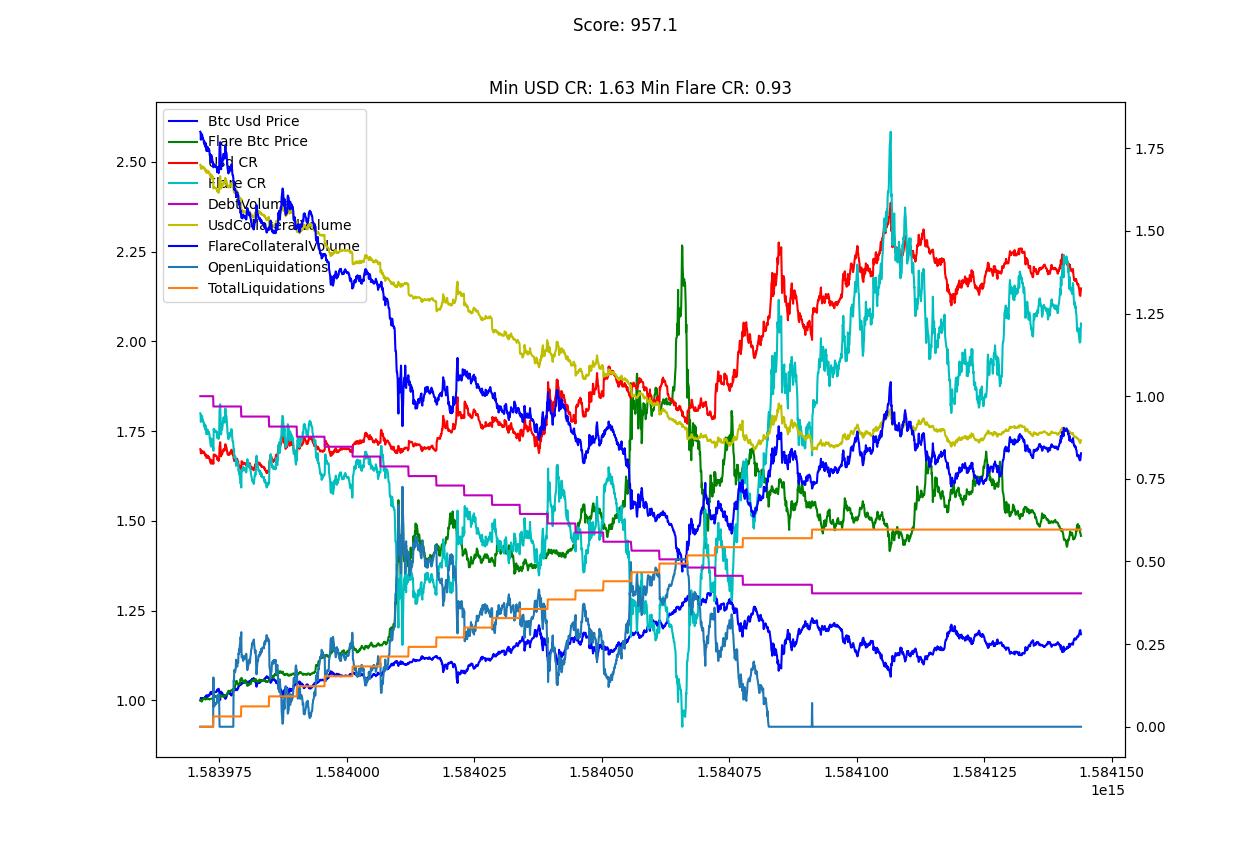 Score: 957.1
Min USD CR: 1.63 Min Flare CR: 0.93
Btc Usd Price
Flare Btc Price
Usd CR
Flare CR
DebtVolume
UsdCollateralVolume
FlareCollateralVolume
OpenLiquidations
TotalLiquidations
2.50
2.25
2.00
1.75
1.50
1.25
1.00
1.75
1.50
1.25
1.00
0.75
0.50
0.25
0.00
1.583975
1.584000
1.584025
1.584050
1.584075
1.584100
1.584125
1.584150
1e15